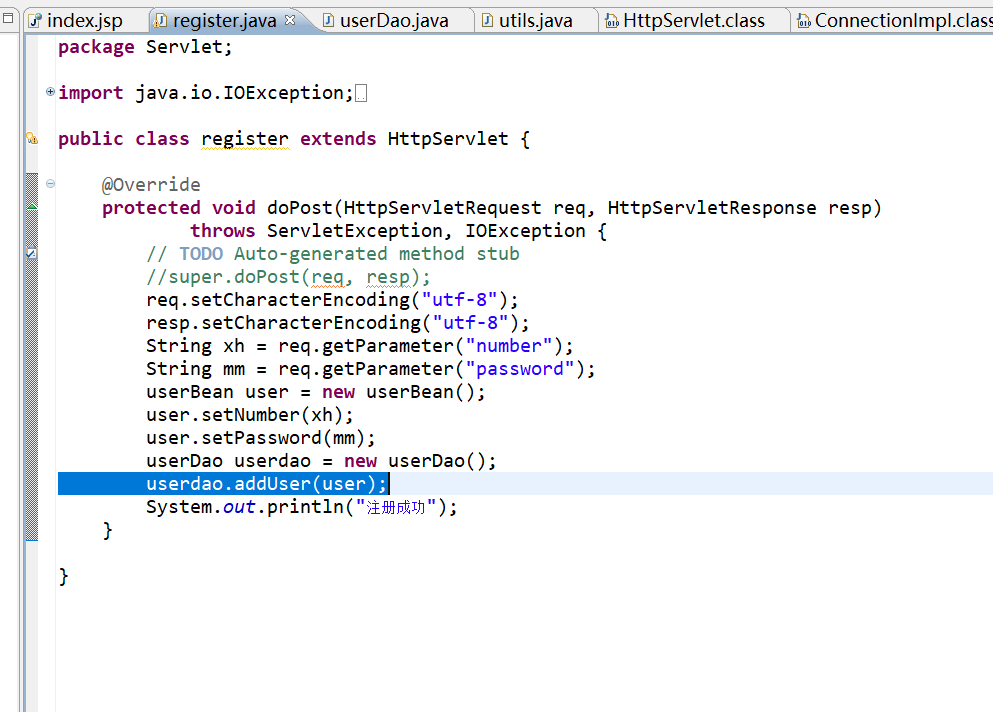 index.jsp register.java userDao.java utils.java HttpServlet.class ConnectionImpl.class
package Servlet;
import java.io.IOException;
public class register extends HttpServlet {
@Override
protected void doPost(HttpServletRequest req, HttpServletResponse resp)
throws ServletException, IOException {
// TODO Auto-generated method stub
//super.doPost(req, resp);
req.setCharacterEncoding("utf-8");
resp.setCharacterEncoding("utf-8");
String xh = req.getParameter("number");
String mm = req.getParameter("password");
userBean user = new userBean();
user.setNumber(xh);
user.setPassword(mm);
userDao userdao = new userDao();
userdao.addUser(user);
System.out.println("注册成功");
}
}